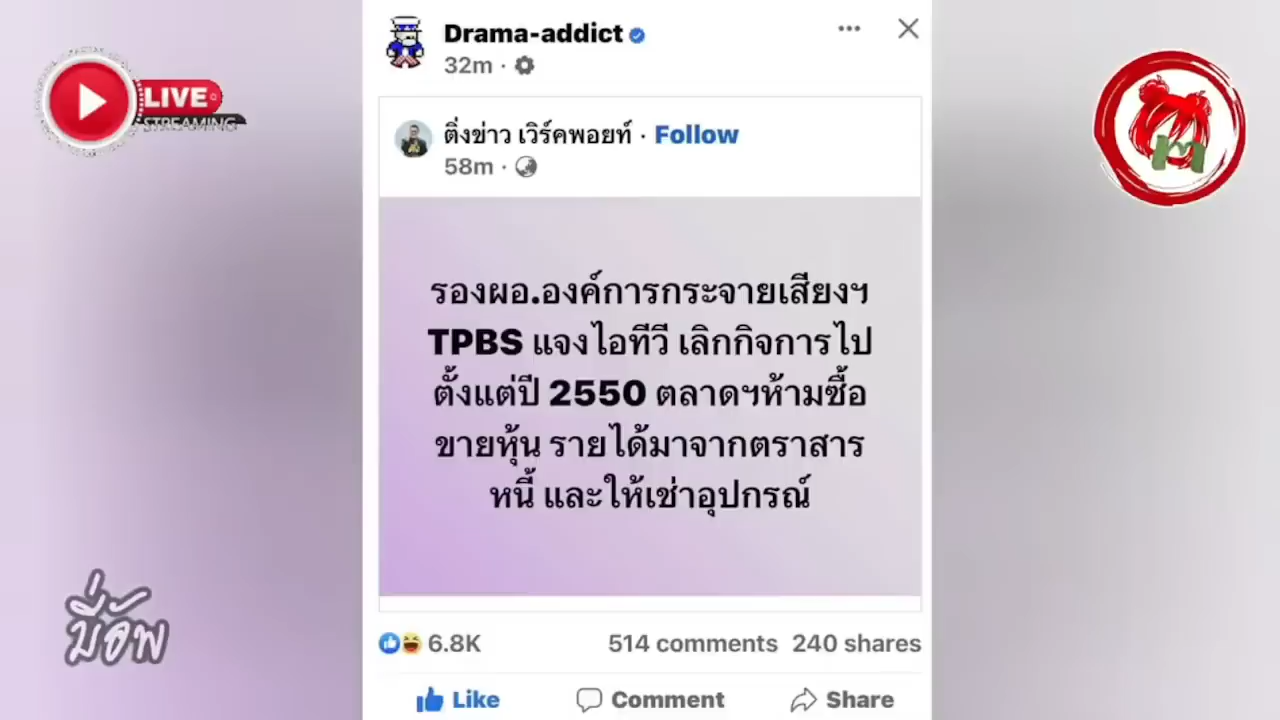 Drama-addict
32m ·
LIVE
STREAMING
ติ่งข่าว เวิร์คพอยท์ · Follow
58m ·
รองผอ.องค์การกระจายเสียงฯ
TPBS แจงไอทีวี เลิกกิจการไป
ตั้งแต่ปี 2550 ตลาดฯห้ามซื้อ
ขายหุ้น รายได้มาจากตราสาร
หนี้ และให้เช่าอุปกรณ์
บี่อัพ
6.8K 514 comments 240 shares
Like Comment Share